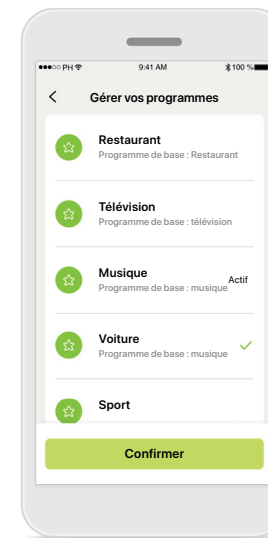 PH 9:41 AM 100 %
Gérer vos programmes
Restaurant
Programme de base : Restaurant
Télévision
Programme de base : télévision
Musique
Programme de base : musique
Actif
Voiture
Programme de base : musique
Sport
Confirmer